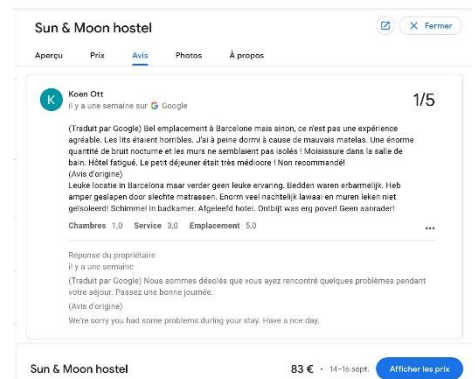 Sun & Moon hostel
Fermer
Aperçu Prix Avis Photos À propos
K
Koen Ott
il y a une semaine sur G Google
1/5
(Traduit par Google) Bel emplacement à Barcelone mais sinon, ce n'est pas une expérience
agréable. Les lits étaient horribles. J'ai à peine dormi à cause de mauvais matelas. Une énorme
quantité de bruit nocturne et les murs ne semblaient pas isolés ! Moisissure dans la salle de
bain. Hôtel fatigué. Le petit déjeuner était très médiocre ! Non recommandé!
(Avis d'origine)
Leuke locatie in Barcelona maar verder geen leuke ervaring. Bedden waren erbarmelijk. Heb
amper geslapen door slechte matrassen. Enorm veel nachtelijk lawaai en muren leken niet
geïsoleerd! Schimmel in badkamer. Afgeleefd hotel. Ontbijt was erg pover! Geen aanrader!
Chambres 1,0 Service 3,0 Emplacement 5,0
Réponse du propriétaire
il y a une semaine
(Traduit par Google) Nous sommes désolés que vous ayez rencontré quelques problèmes pendant
votre séjour. Passez une bonne journée.
(Avis d'origine)
We're sorry you had some problems during your stay. Have a nice day.
Sun & Moon hostel
83 € · 14–16 sept.
Afficher les prix